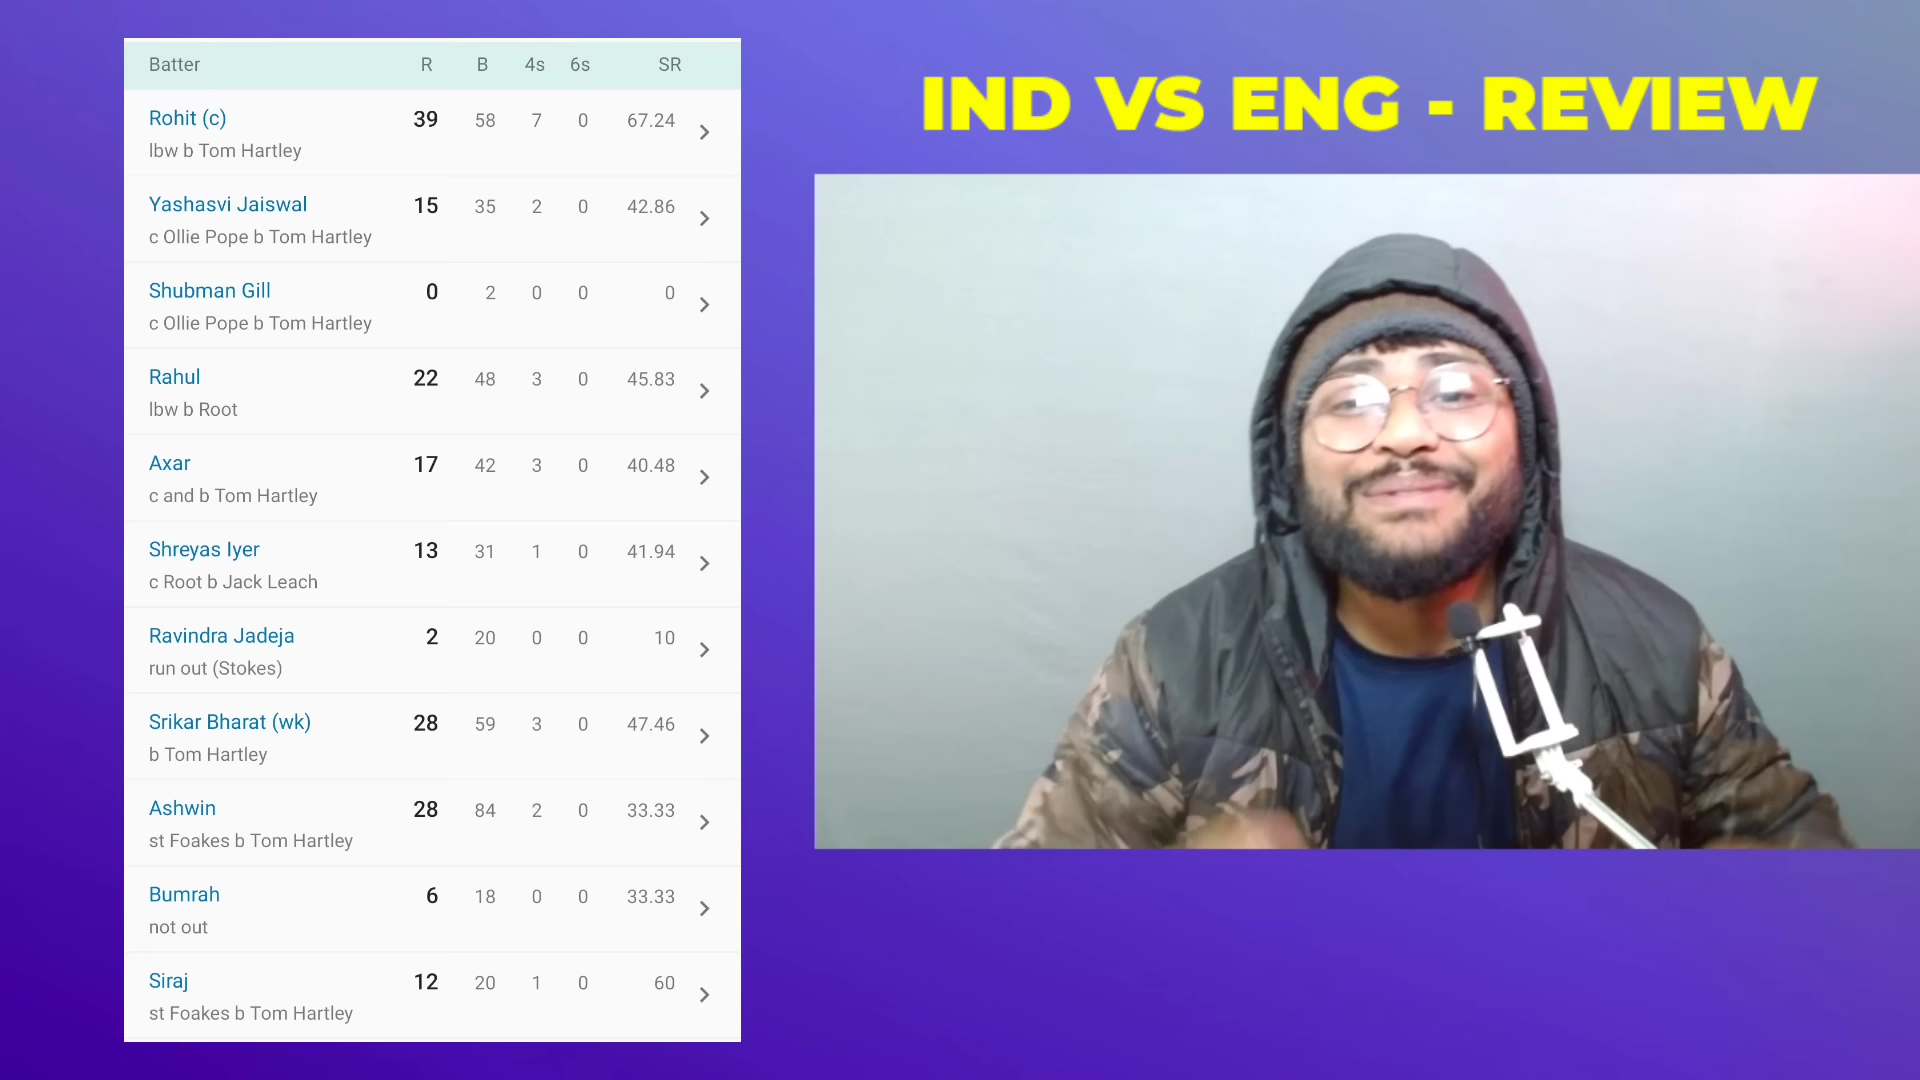 Batter R B 4s 6s SR
Rohit (c) 39 58 7 0 67.24
lbw b Tom Hartley
Yashasvi Jaiswal 15 35 2 0 42.86
c Ollie Pope b Tom Hartley
Shubman Gill 0 2 0 0 0
c Ollie Pope b Tom Hartley
Rahul 22 48 3 0 45.83
lbw b Root
Axar 17 42 3 0 40.48
c and b Tom Hartley
Shreyas Iyer 13 31 1 0 41.94
c Root b Jack Leach
Ravindra Jadeja 2 20 0 0 10
run out (Stokes)
Srikar Bharat (wk) 28 59 3 0 47.46
b Tom Hartley
Ashwin 28 84 2 0 33.33
st Foakes b Tom Hartley
Bumrah 6 18 0 0 33.33
not out
Siraj 12 20 1 0 60
st Foakes b Tom Hartley
IND VS ENG - REVIEW